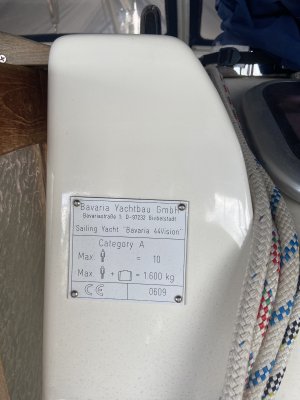 Bavaria Yachtbau GmbH
Bavariastraße 1; D-97232 Giebelstadt
Sailing Yacht "Bavaria 44Vision"
Category A
Max. = 10
Max. + = 1.600 kg
CE 0609